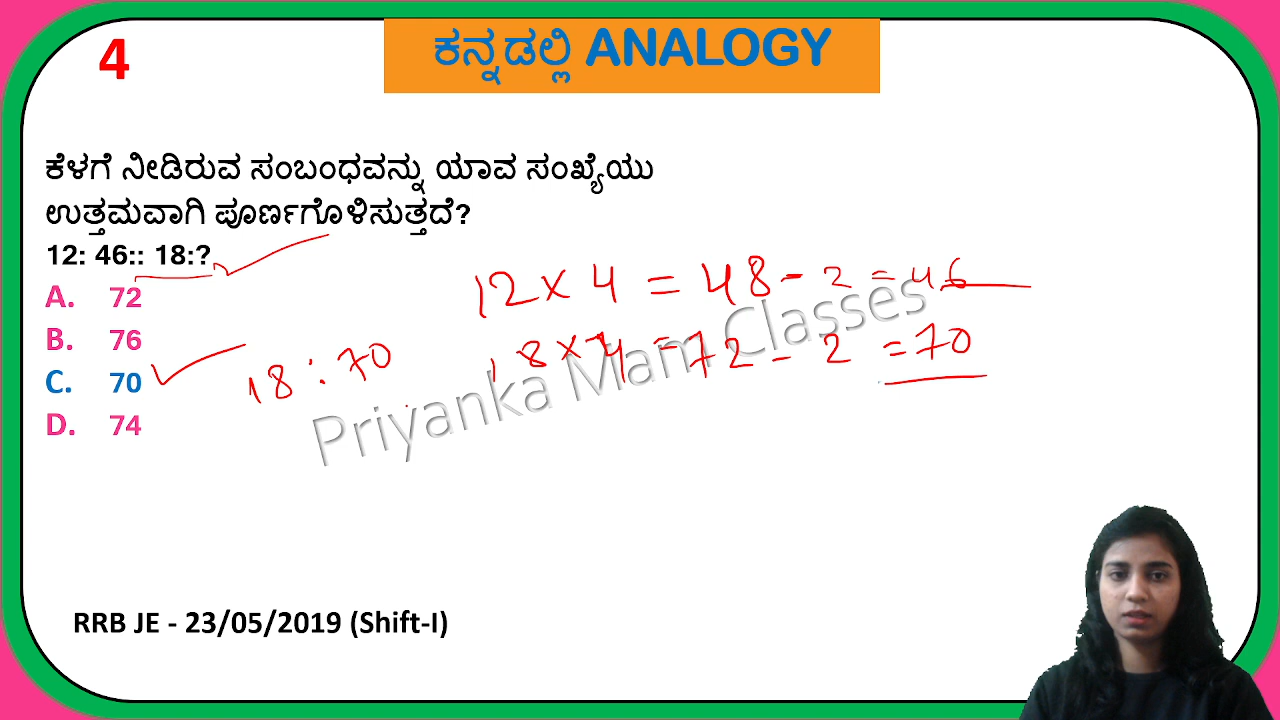 4
ಕನ್ನಡಲ್ಲಿ ANALOGY
ಕೆಳಗೆ ನೀಡಿರುವ ಸಂಬಂಧವನ್ನು ಯಾವ ಸಂಖ್ಯೆಯು
ಉತ್ತಮವಾಗಿ ಪೂರ್ಣಗೊಳಿಸುತ್ತದೆ?
12: 46:: 18:?
A. 72
B. 76
C. 70
D. 74
18 : 70
12 × 4 = 48 - 2 = 46
18 × 4 = 72 - 2 = 70
Priyanka Mam Classes
RRB JE - 23/05/2019 (Shift-I)